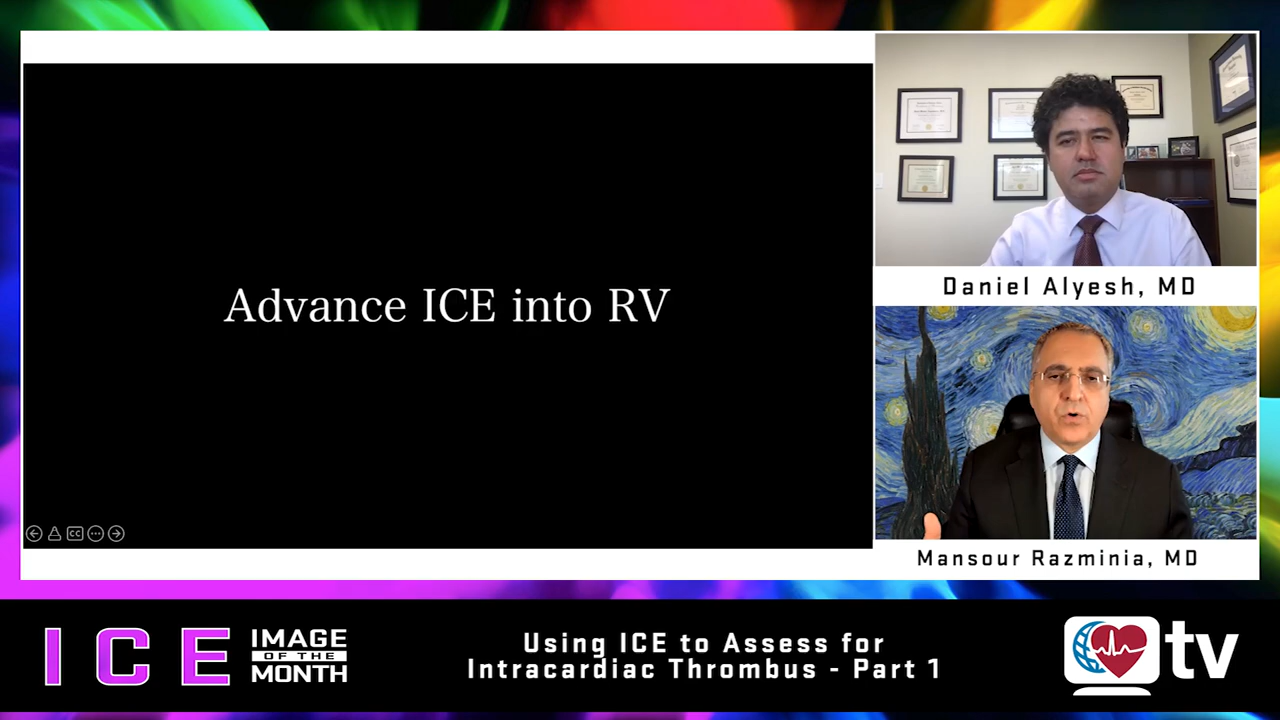 Advance ICE into RV
CC
Daniel Alyesh, MD
Mansour Razminia, MD
ICE
IMAGE
OF THE
MONTH
Using ICE to Assess for
Intracardiac Thrombus - Part 1
tv